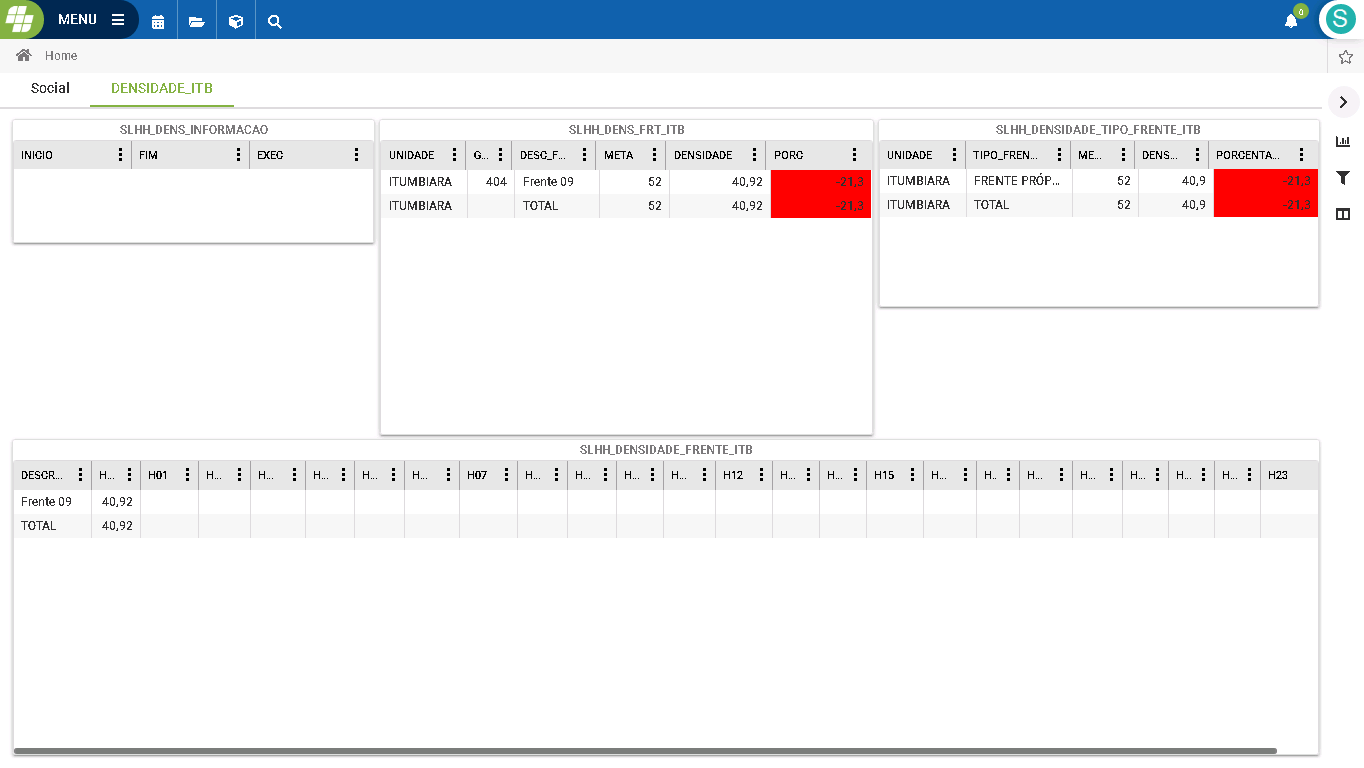 MENU
0
S
Home
Social DENSIDADE_ITB
SLHH_DENS_INFORMACAO
INICIO FIM EXEC
SLHH_DENS_FRT_ITB
UNIDADE G... DESC_F... META DENSIDADE PORC
ITUMBIARA 404 Frente 09 52 40,92 -21,3
ITUMBIARA TOTAL 52 40,92 -21,3
SLHH_DENSIDADE_TIPO_FRENTE_ITB
UNIDADE TIPO_FREN... ME... DENS... PORCENTA...
ITUMBIARA FRENTE PRÓP... 52 40,9 -21,3
ITUMBIARA TOTAL 52 40,9 -21,3
SLHH_DENSIDADE_FRENTE_ITB
DESCR... H... H01 H... H... H... H... H... H07 H... H... H... H... H12 H... H... H15 H... H.. H... H... H... H... H... H23
Frente 09 40,92
TOTAL 40,92